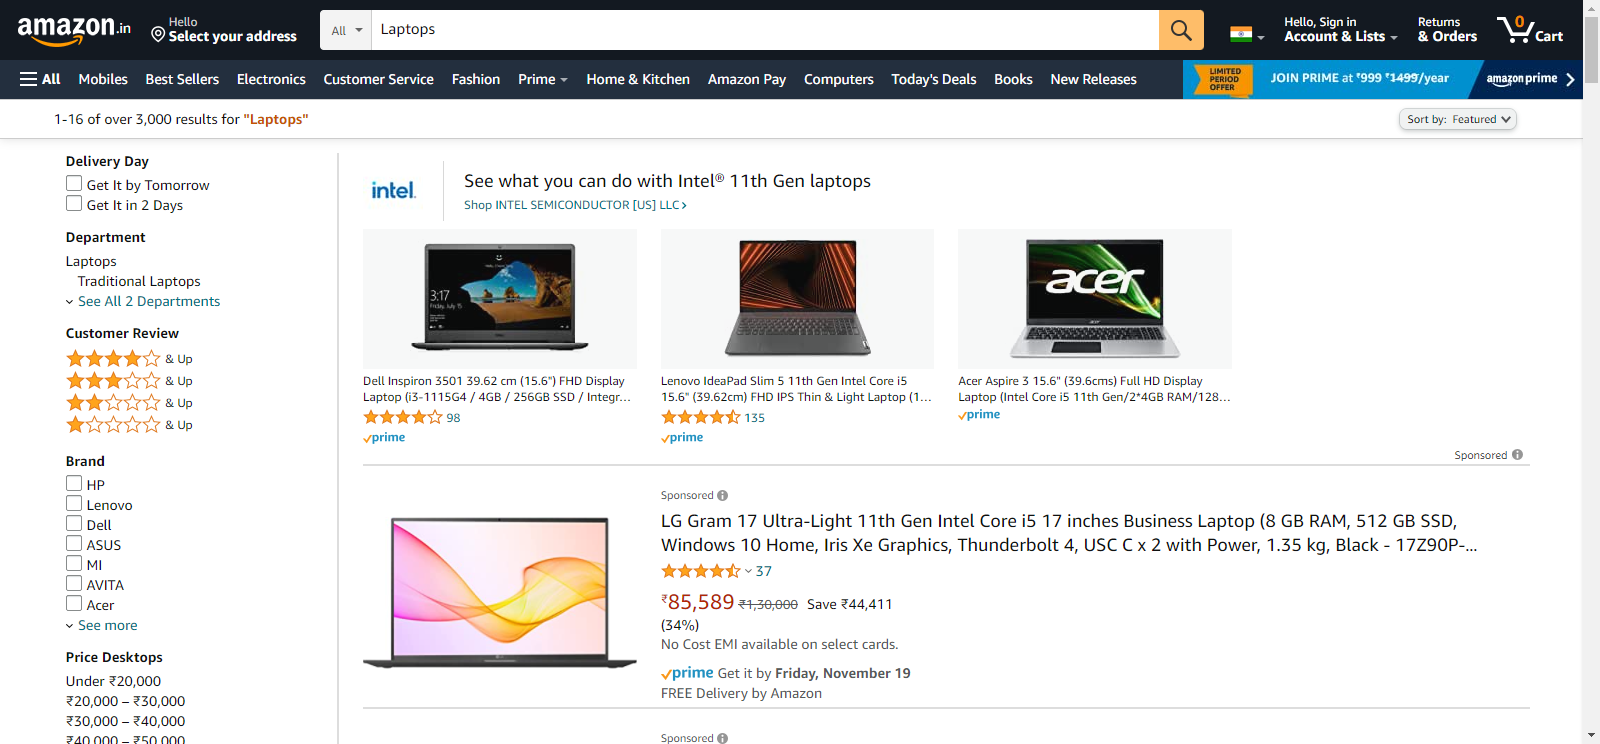 amazon.in
Hello
Select your address
All
Laptops
Hello, Sign in
Account & Lists
Returns
& Orders
0
Cart
All
Mobiles
Best Sellers
Electronics
Customer Service
Fashion
Prime
Home & Kitchen
Amazon Pay
Computers
Today's Deals
Books
New Releases
LIMITED
PERIOD
OFFER
JOIN PRIME at ₹999 ₹1499/year
amazon prime
1-16 of over 3,000 results for "Laptops"
Sort by: Featured
Delivery Day
Get It by Tomorrow
Get It in 2 Days
Department
Laptops
Traditional Laptops
See All 2 Departments
Customer Review
& Up
& Up
& Up
& Up
Brand
HP
Lenovo
Dell
ASUS
MI
AVITA
Acer
See more
Price Desktops
Under ₹20,000
₹20,000 – ₹30,000
₹30,000 – ₹40,000
₹40,000 – ₹50,000
intel.
See what you can do with Intel® 11th Gen laptops
Shop INTEL SEMICONDUCTOR [US] LLC
3:17
Friday, July 15
Dell Inspiron 3501 39.62 cm (15.6") FHD Display
Laptop (i3-1115G4 / 4GB / 256GB SSD / Integr...
98
prime
Lenovo IdeaPad Slim 5 11th Gen Intel Core i5
15.6" (39.62cm) FHD IPS Thin & Light Laptop (1...
135
prime
acer
acer
Acer Aspire 3 15.6" (39.6cms) Full HD Display
Laptop (Intel Core i5 11th Gen/2*4GB RAM/128...
prime
Sponsored
Sponsored
LG Gram 17 Ultra-Light 11th Gen Intel Core i5 17 inches Business Laptop (8 GB RAM, 512 GB SSD,
Windows 10 Home, Iris Xe Graphics, Thunderbolt 4, USC C x 2 with Power, 1.35 kg, Black - 17Z90P-...
37
₹85,589 ₹1,30,000 Save ₹44,411
(34%)
No Cost EMI available on select cards.
prime Get it by Friday, November 19
FREE Delivery by Amazon
Sponsored